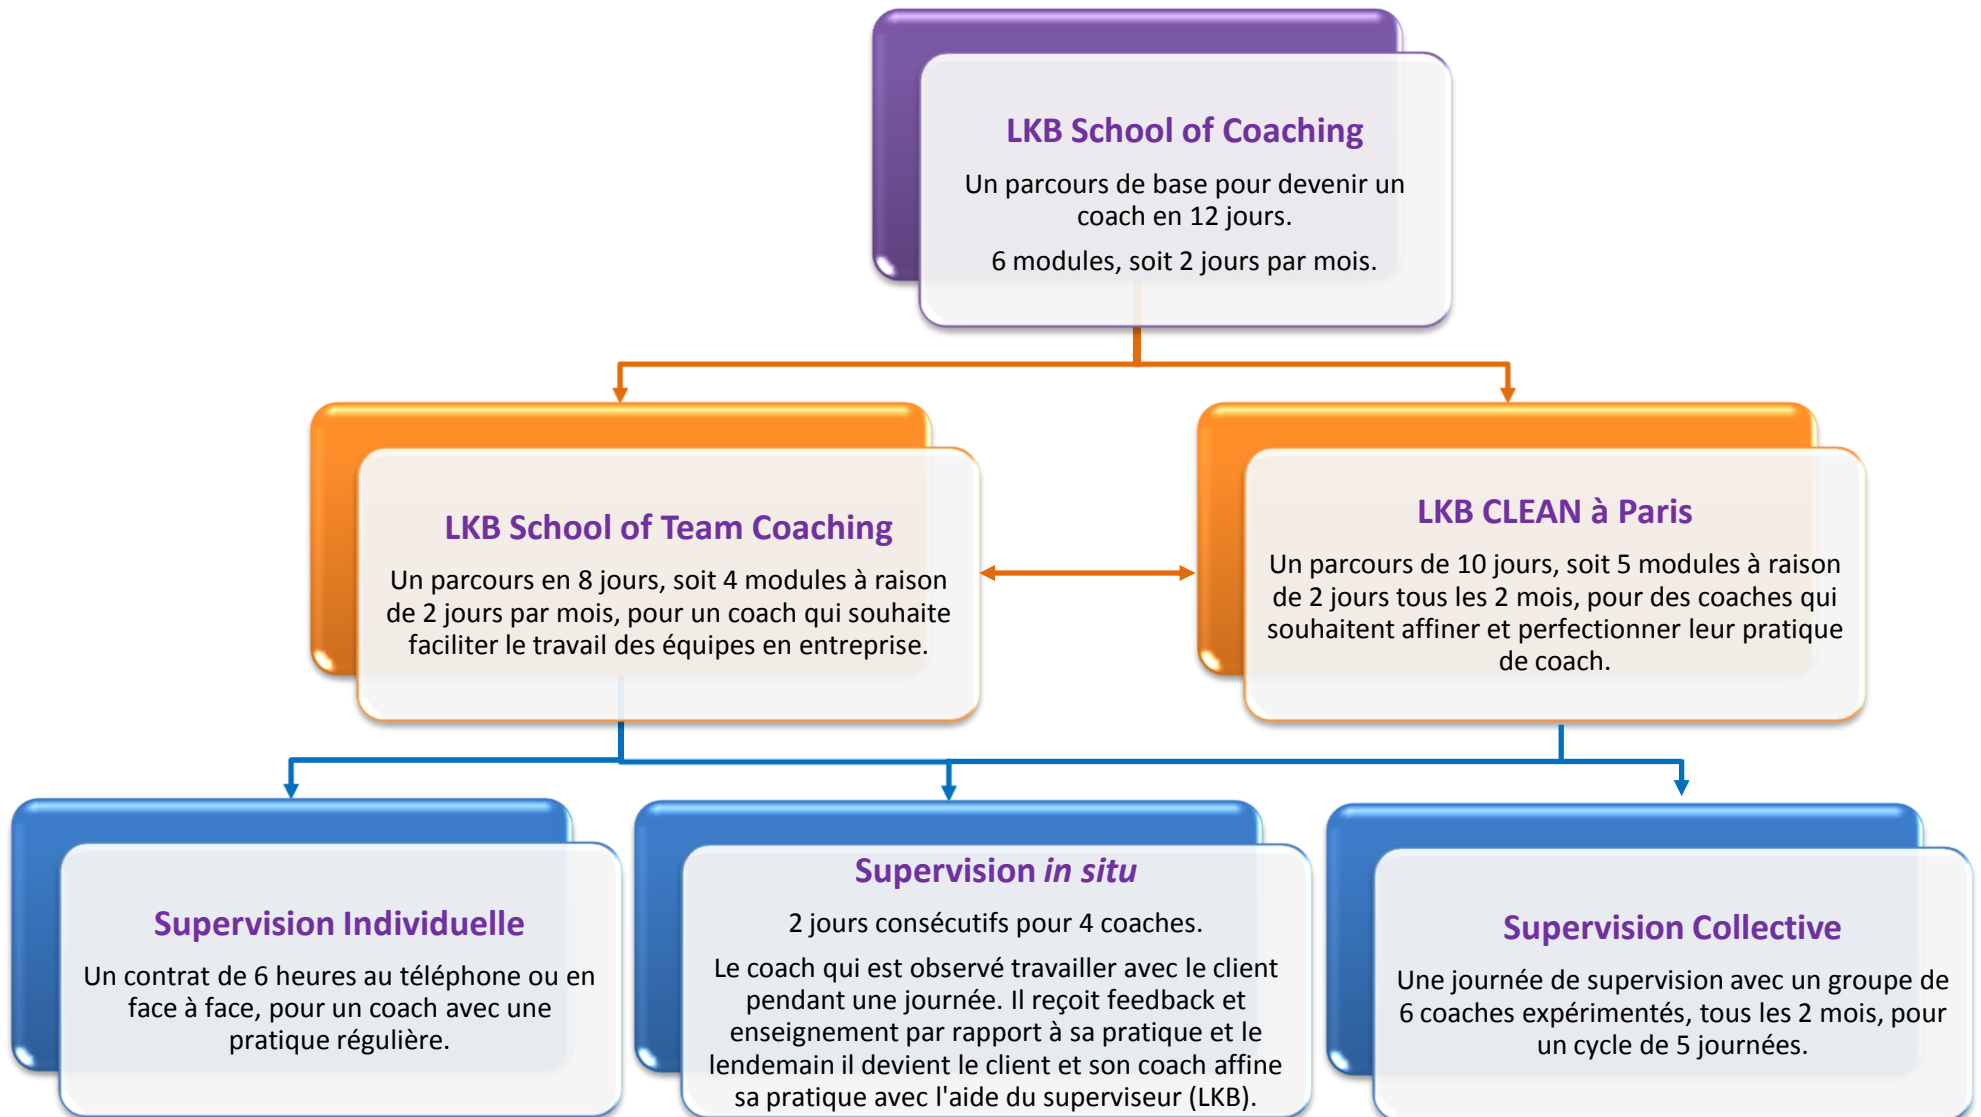 LKB School of Coaching
Un parcours de base pour devenir un
coach en 12 jours.
6 modules, soit 2 jours par mois.
LKB School of Team Coaching
Un parcours en 8 jours, soit 4 modules à raison
de 2 jours par mois, pour un coach qui souhaite
faciliter le travail des équipes en entreprise.
LKB CLEAN à Paris
Un parcours de 10 jours, soit 5 modules à raison
de 2 jours tous les 2 mois, pour des coaches qui
souhaitent affiner et perfectionner leur pratique
de coach.
Supervision Individuelle
Un contrat de 6 heures au téléphone ou en
face à face, pour un coach avec une
pratique régulière.
Supervision in situ
2 jours consécutifs pour 4 coaches.
Le coach qui est observé travailler avec le client
pendant une journée. Il reçoit feedback et
enseignement par rapport à sa pratique et le
lendemain il devient le client et son coach affine
sa pratique avec l'aide du superviseur (LKB).
Supervision Collective
Une journée de supervision avec un groupe de
6 coaches expérimentés, tous les 2 mois, pour
un cycle de 5 journées.